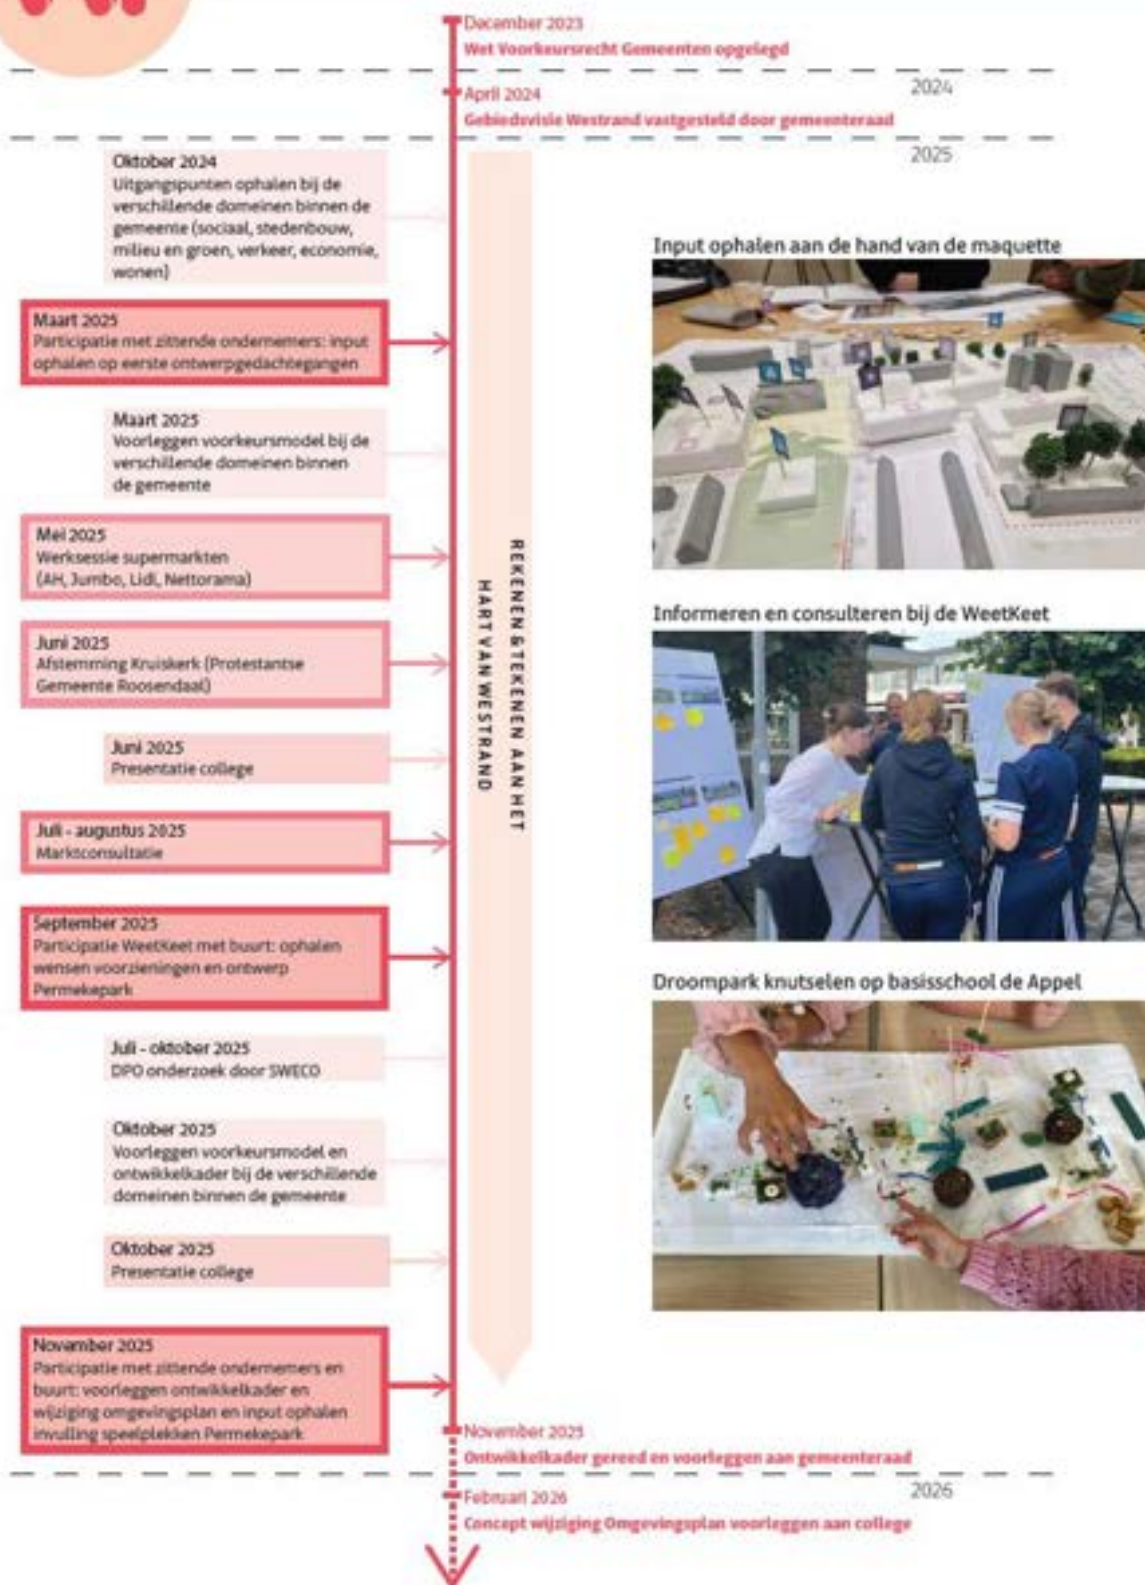 December 2023
Wet Voorkeursrecht Gemeenten opgelegd
2024
April 2024
Gebiedsvisie Westrand vastgesteld door gemeenteraad
2025
Oktober 2024
Uitgangspunten ophalen bij de
verschillende domeinen binnen de
gemeente (sociaal, stedenbouw,
milieu en groen, verkeer, economie,
wonen)
Maart 2025
Participatie met zittende ondernemers: input
ophalen op eerste ontwerpgedachtegangen
Maart 2025
Voorleggen voorkeursmodel bij de
verschillende domeinen binnen
de gemeente
Mei 2025
Werksessie supermarkten
(AH, Jumbo, Lidl, Nettorama)
Juni 2025
Afstemming Kruiskerk (Protestantse
Gemeente Roosendaal)
Juni 2025
Presentatie college
Juli - augustus 2025
Marktconsultatie
September 2025
Participatie WeetKeet met buurt: ophalen
wensen voorzieningen en ontwerp
Permekepark
Juli - oktober 2025
DPO onderzoek door SWECO
Oktober 2025
Voorleggen voorkeursmodel en
ontwikkelkader bij de verschillende
domeinen binnen de gemeente
Oktober 2025
Presentatie college
November 2025
Participatie met zittende ondernemers en
buurt: voorleggen ontwikkelkader en
wijziging omgevingsplan en input ophalen
invulling speelplekken Permekepark
REKENEN & TEKENEN AAN HET
HART VAN WESTRAND
Input ophalen aan de hand van de maquette
Informeren en consulteren bij de WeetKeet
Droompark knutselen op basisschool de Appel
November 2025
Ontwikkelkader gereed en voorleggen aan gemeenteraad
2026
Februari 2026
Concept wijziging Omgevingsplan voorleggen aan college